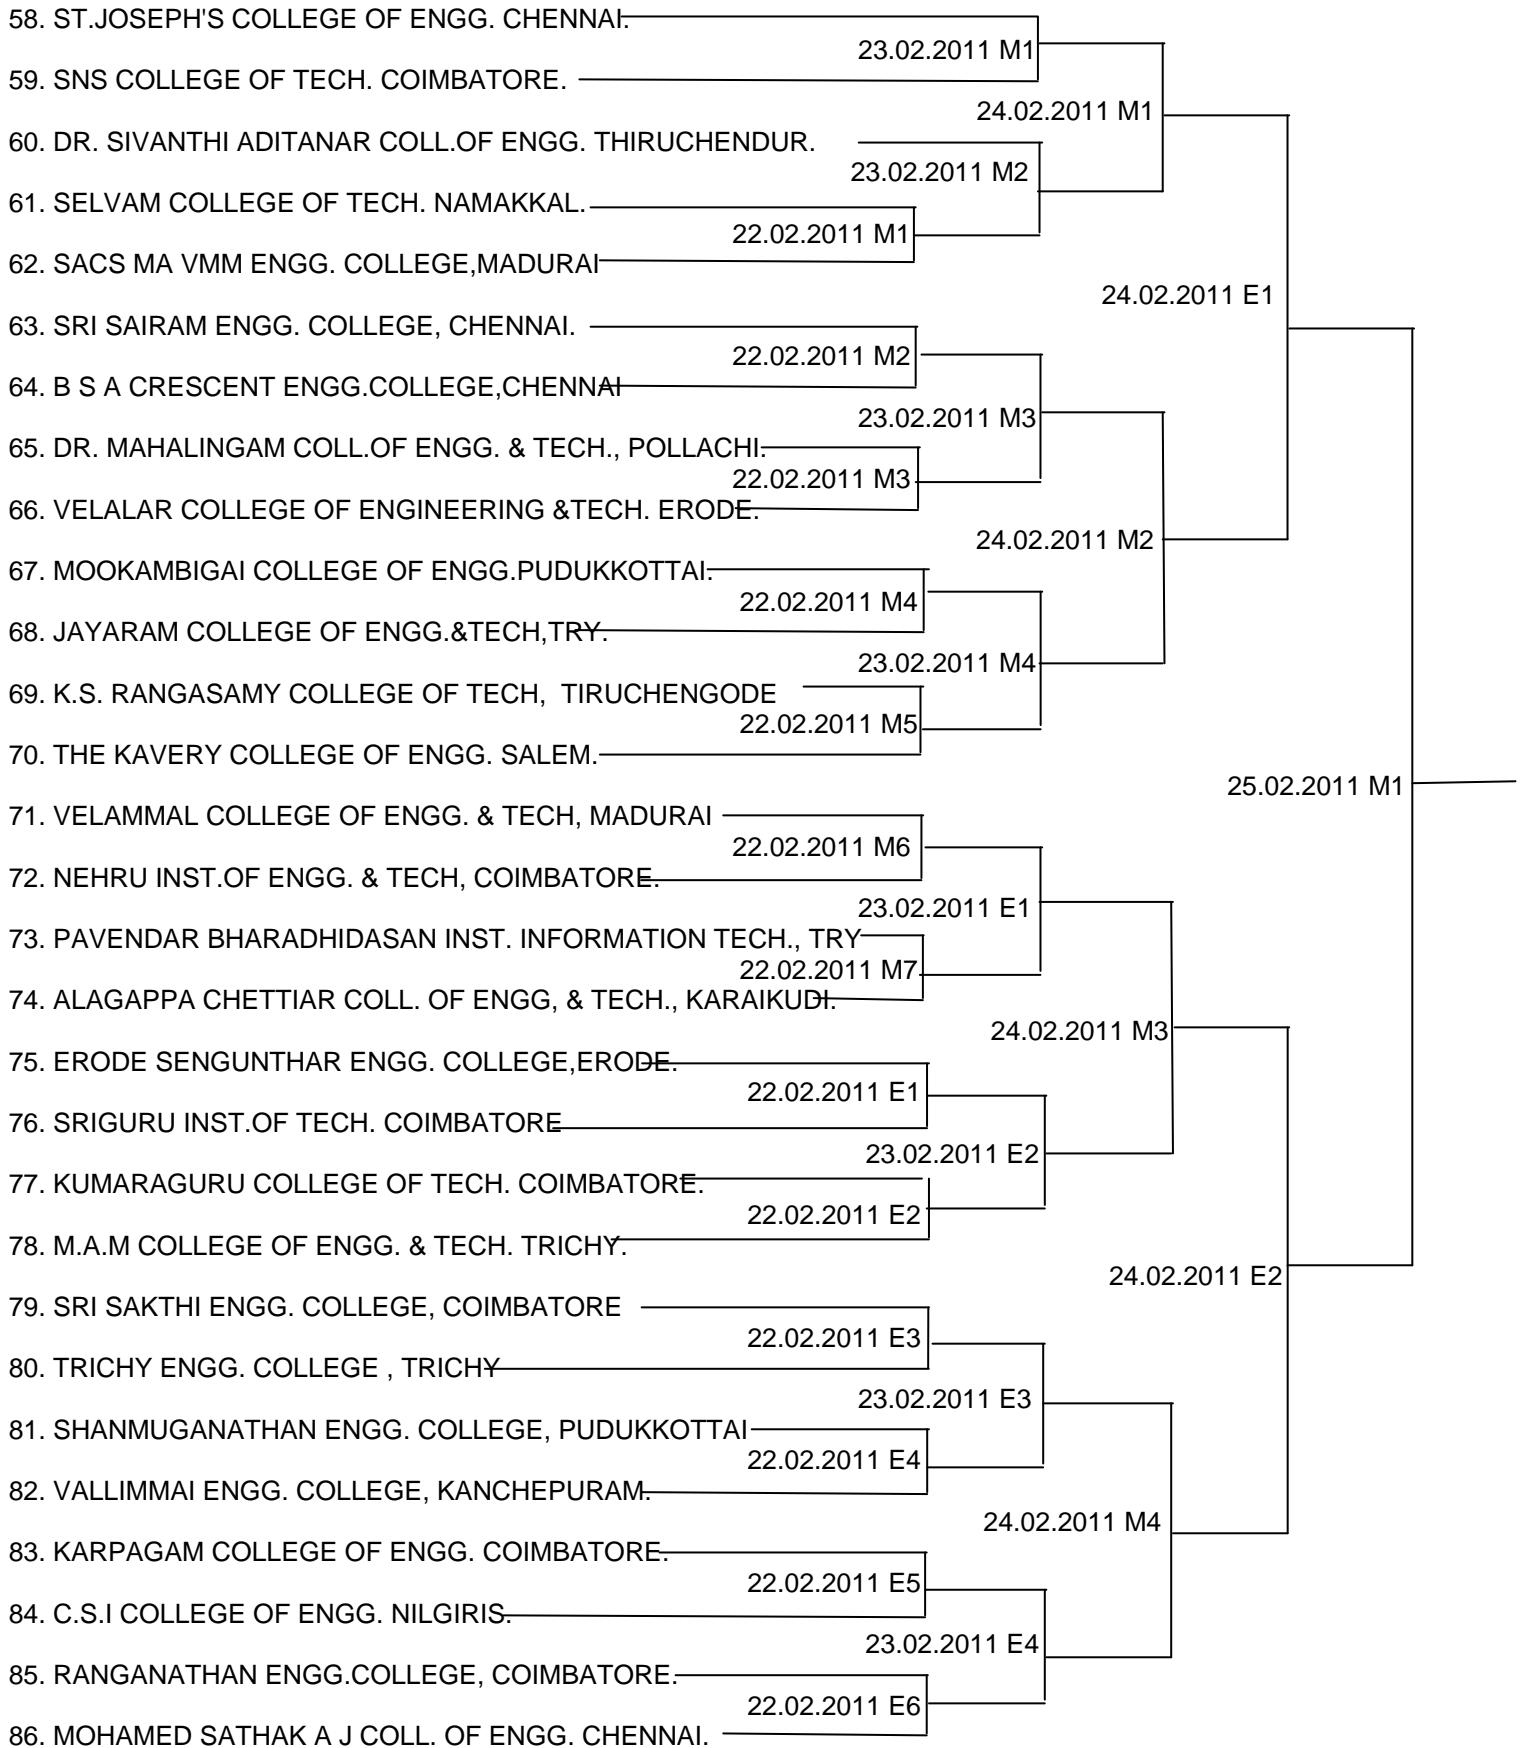 58. ST.JOSEPH'S COLLEGE OF ENGG. CHENNAI.
23.02.2011 M1
59. SNS COLLEGE OF TECH. COIMBATORE.
24.02.2011 M1
60. DR. SIVANTHI ADITANAR COLL.OF ENGG. THIRUCHENDUR.
23.02.2011 M2
61. SELVAM COLLEGE OF TECH. NAMAKKAL.
22.02.2011 M1
62. SACS MA VMM ENGG. COLLEGE,MADURAI
24.02.2011 E1
63. SRI SAIRAM ENGG. COLLEGE, CHENNAI.
22.02.2011 M2
64. B S A CRESCENT ENGG.COLLEGE,CHENNAI
23.02.2011 M3
65. DR. MAHALINGAM COLL.OF ENGG. & TECH., POLLACHI.
22.02.2011 M3
66. VELALAR COLLEGE OF ENGINEERING &TECH. ERODE.
24.02.2011 M2
67. MOOKAMBIGAI COLLEGE OF ENGG.PUDUKKOTTAI.
22.02.2011 M4
68. JAYARAM COLLEGE OF ENGG.&TECH,TRY.
23.02.2011 M4
69. K.S. RANGASAMY COLLEGE OF TECH, TIRUCHENGODE
22.02.2011 M5
70. THE KAVERY COLLEGE OF ENGG. SALEM.
25.02.2011 M1
71. VELAMMAL COLLEGE OF ENGG. & TECH, MADURAI
22.02.2011 M6
72. NEHRU INST.OF ENGG. & TECH, COIMBATORE.
23.02.2011 E1
73. PAVENDAR BHARADHIDASAN INST. INFORMATION TECH., TRY
22.02.2011 M7
74. ALAGAPPA CHETTIAR COLL. OF ENGG, & TECH., KARAIKUDI.
24.02.2011 M3
75. ERODE SENGUNTHAR ENGG. COLLEGE,ERODE.
22.02.2011 E1
76. SRIGURU INST.OF TECH. COIMBATORE
23.02.2011 E2
77. KUMARAGURU COLLEGE OF TECH. COIMBATORE.
22.02.2011 E2
78. M.A.M COLLEGE OF ENGG. & TECH. TRICHY.
24.02.2011 E2
79. SRI SAKTHI ENGG. COLLEGE, COIMBATORE
22.02.2011 E3
80. TRICHY ENGG. COLLEGE , TRICHY
23.02.2011 E3
81. SHANMUGANATHAN ENGG. COLLEGE, PUDUKKOTTAI
22.02.2011 E4
82. VALLIMMAI ENGG. COLLEGE, KANCHEPURAM.
24.02.2011 M4
83. KARPAGAM COLLEGE OF ENGG. COIMBATORE.
22.02.2011 E5
84. C.S.I COLLEGE OF ENGG. NILGIRIS.
23.02.2011 E4
85. RANGANATHAN ENGG.COLLEGE, COIMBATORE.
22.02.2011 E6
86. MOHAMED SATHAK A J COLL. OF ENGG. CHENNAI.